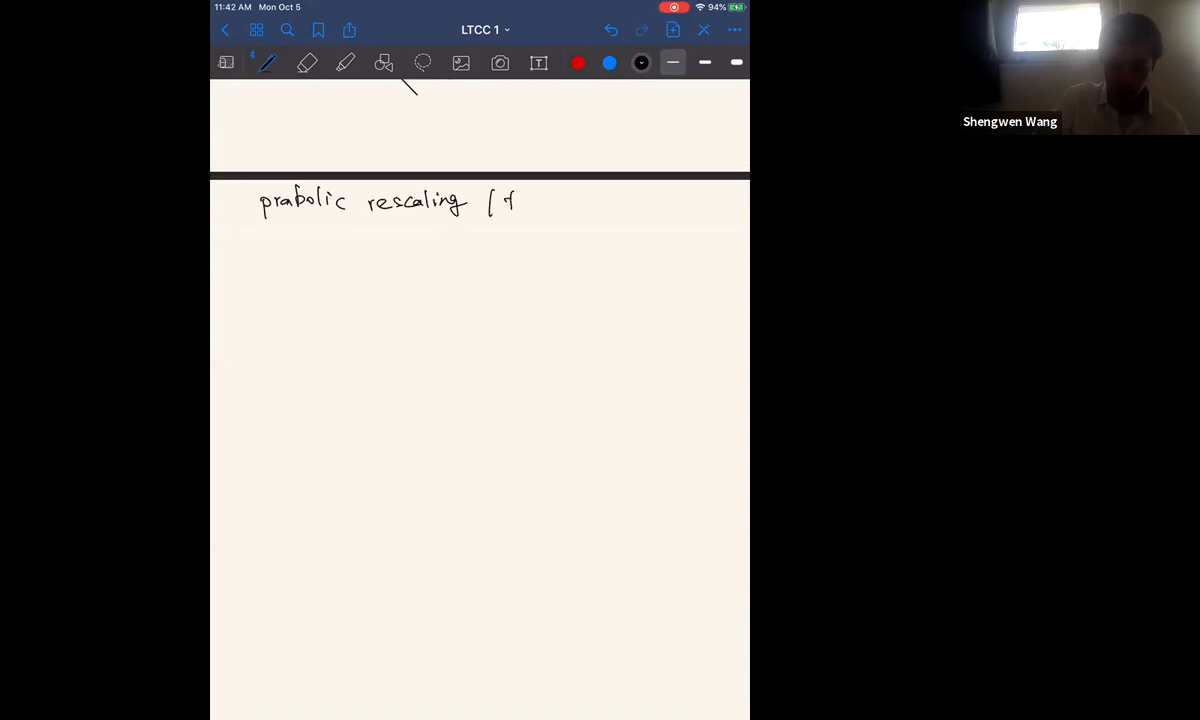 11:42 AM Mon Oct 5
94%
LTCC 1
T
Shengwen Wang
prabolic rescaling (